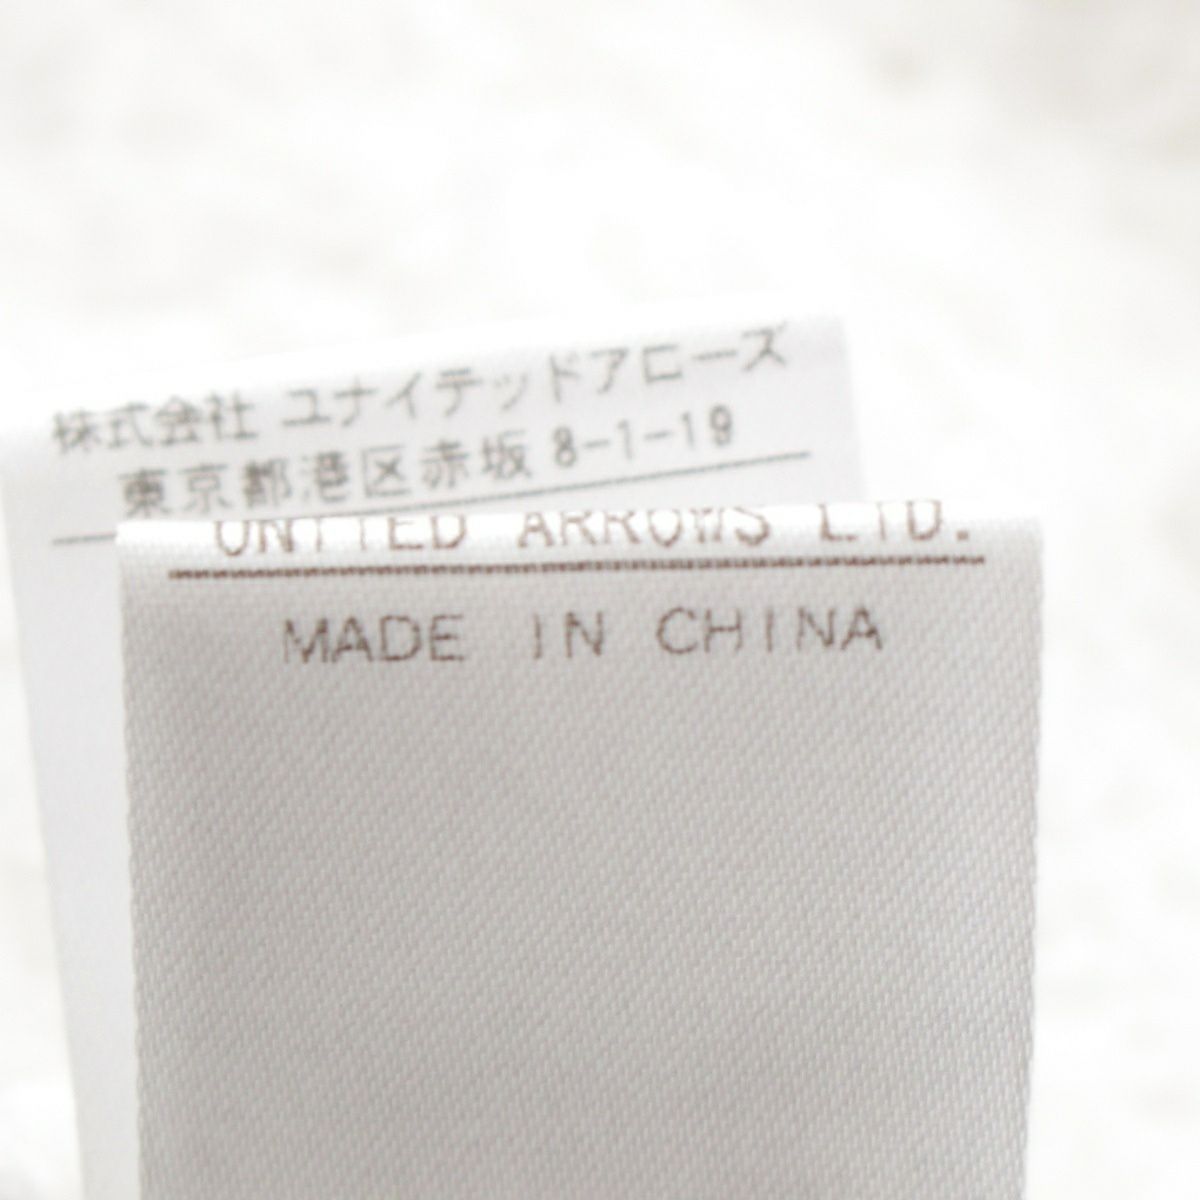 株式会社 ユナイテッドアローズ
東京都港区赤坂 8-1-19
UNITED ARROWS LTD.
MADE IN CHINA